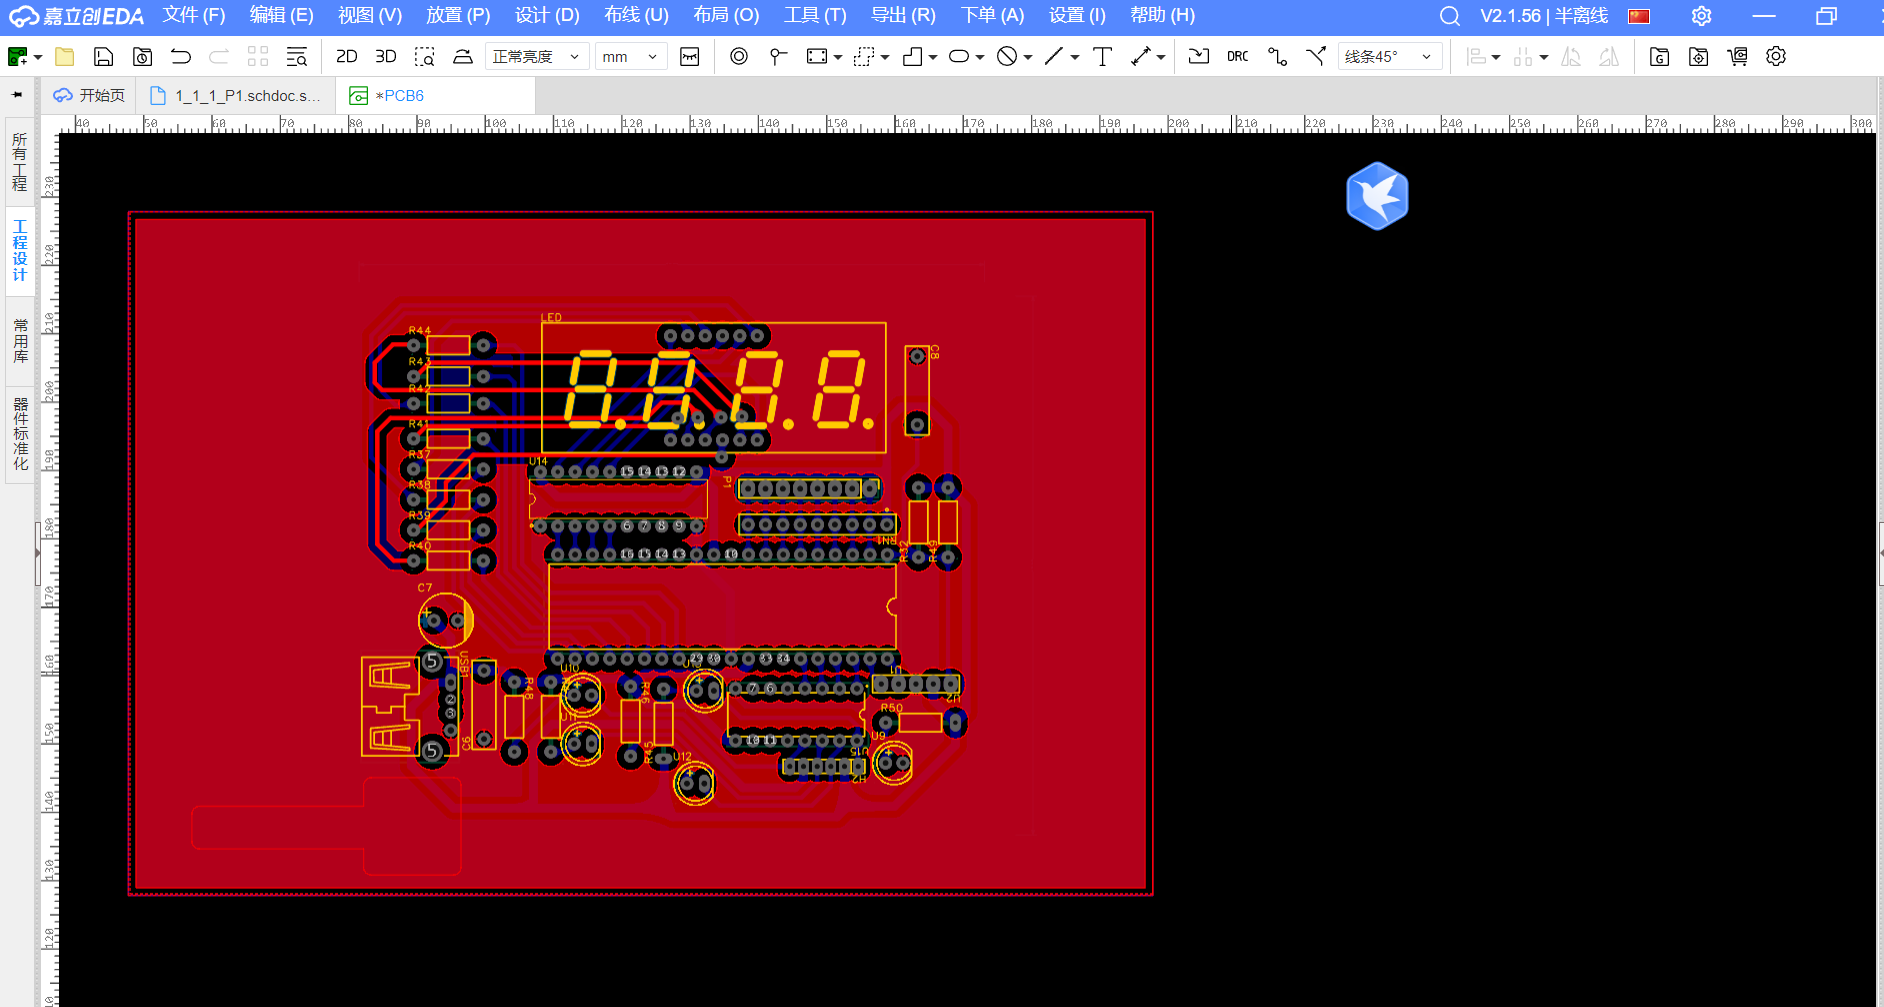 嘉立创EDA 文件 (F) 编辑 (E) 视图 (V) 放置 (P) 设计 (D) 布线 (U) 布局 (O) 工具 (T) 导出 (R) 下单 (A) 设置 (I) 帮助 (H) V2.1.56 | 半离线
2D 3D 正常亮度 mm T DRC 线条45° G
开始页 1_1_1_P1.schdoc.s... *PCB6
40 50 60 70 80 90 100 110 120 130 140 150 160 170 180 190 200 210 220 230 240 250 260 270 280 290 300
所有工程
工程设计
常用库
器件标准化
230
220
210
200
190
180
170
160
150
140
130
120
LED
R44
C8
R43
R42
R41
R37
U14
15 14 13 12
P1
R38
R39
6 7 8 9
RN1
R40
16 15 14 13 10
R32
R49
C7
29 30 33 34
5
USB1
U10
U1
R48
R46
7 6
2
3
U11
R50
H2
C6
5
R45
U12
10 11
U15
U9
H2